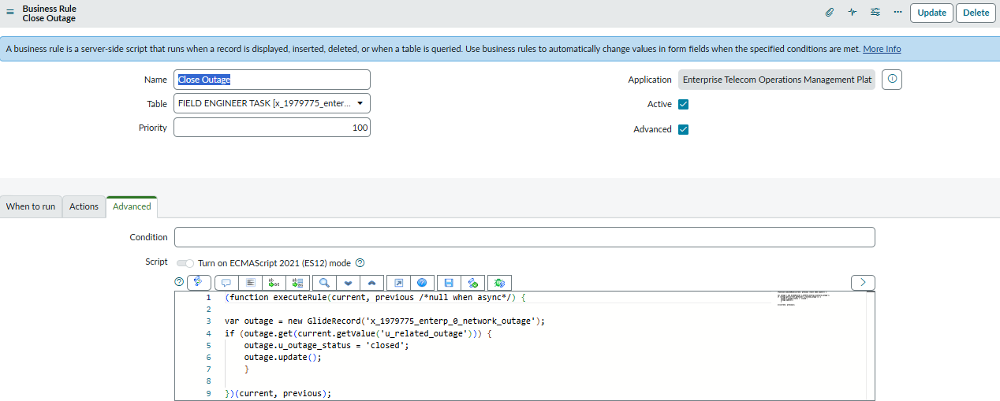 Business Rule
Close Outage
Update
Delete
A business rule is a server-side script that runs when a record is displayed, inserted, deleted, or when a table is queried. Use business rules to automatically change values in form fields when the specified conditions are met. More Info
Name
Close Outage
Application
Enterprise Telecom Operations Management Plat
Table
FIELD ENGINEER TASK [x_1979775_enter...
Active
Priority
100
Advanced
When to run
Actions
Advanced
Condition
Script
Turn on ECMAScript 2021 (ES12) mode
1 (function executeRule(current, previous /*null when async*/) {
2
3 var outage = new GlideRecord('x_1979775_enterp_0_network_outage');
4 if (outage.get(current.getValue('u_related_outage'))) {
5 outage.u_outage_status = 'closed';
6 outage.update();
7 }
8
9 })(current, previous);